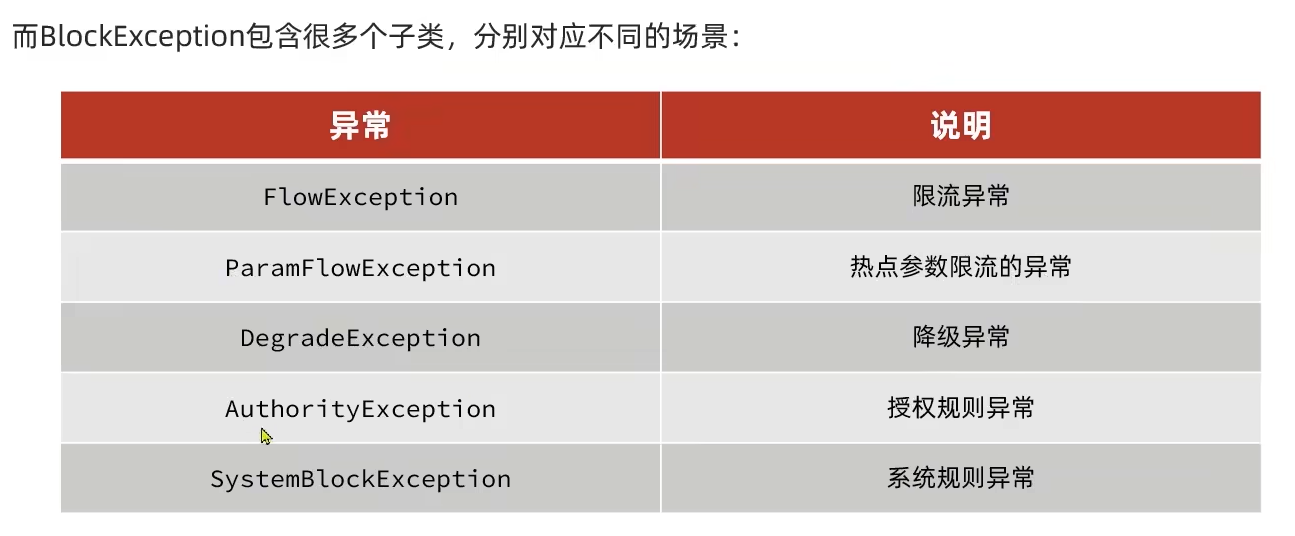 而BlockException包含很多个子类，分别对应不同的场景：
异常 说明
FlowException 限流异常
ParamFlowException 热点参数限流的异常
DegradeException 降级异常
AuthorityException 授权规则异常
SystemBlockException 系统规则异常